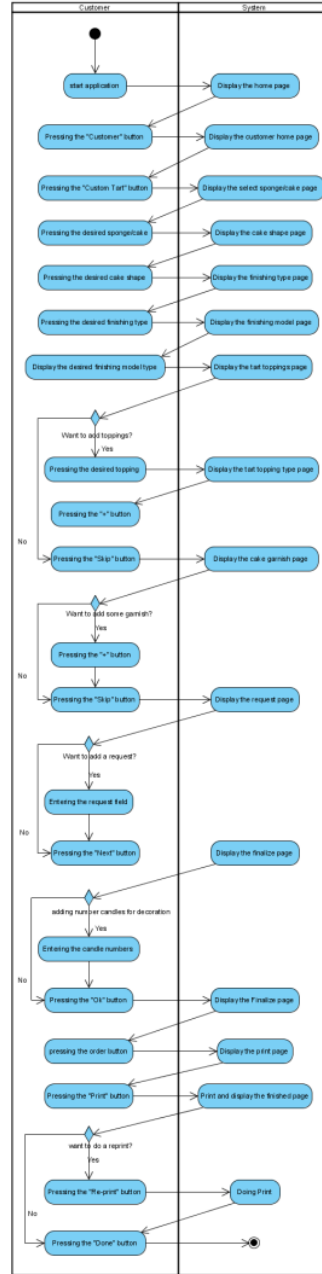 Customer
System
start application
Display the home page
Pressing the "Customer" button
Display the customer home page
Pressing the "Custom Tart" button
Display the select sponge/cake page
Pressing the desired sponge/cake
Display the cake shape page
Pressing the desired cake shape
Display the finishing type page
Pressing the desired finishing type
Display the finishing model page
Display the desired finishing model type
Display the tart toppings page
Want to add toppings?
Yes
Pressing the desired topping
Display the tart topping type page
Pressing the "+" button
No
Pressing the "Skip" button
Display the cake garnish page
Want to add some garnish?
Yes
Pressing the "+" button
No
Pressing the "Skip" button
Display the request page
Want to add a request?
Yes
Entering the request field
No
Pressing the "Next" button
Display the finalize page
adding number candles for decoration
Yes
Entering the candle numbers
No
Pressing the "Ok" button
Display the Finalize page
pressing the order button
Display the print page
Pressing the "Print" button
Print and display the finished page
want to do a reprint?
Yes
Pressing the "Re-print" button
Doing Print
No
Pressing the "Done" button